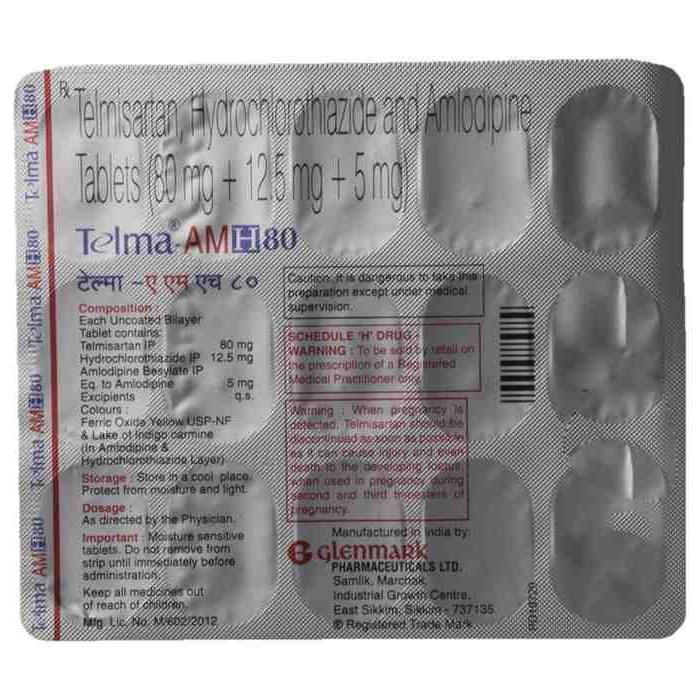 Rx Telmisartan, Hydrochlorothiazide and Amlodipine
Tablets (80 mg + 12.5 mg + 5 mg)
Telma®-AMH80
टेल्मा -ए एम एच ८०
Composition :
Each Uncoated Bilayer
Tablet contains:
Telmisartan IP 80 mg
Hydrochlorothiazide IP 12.5 mg
Amlodipine Besylate IP
Eq. to Amlodipine 5 mg
Excipients q.s.
Colours :
Ferric Oxide Yellow USP-NF
& Lake of Indigo carmine
(In Amlodipine &
Hydrochlorothiazide Layer)
Storage : Store in a cool place.
Protect from moisture and light.
Dosage :
As directed by the Physician.
Important : Moisture sensitive
tablets. Do not remove from
strip until immediately before
administration.
Keep all medicines out
of reach of children.
Mfg. Lic. No. M/602/2012
Caution: It is dangerous to take this
preparation except under medical
supervision.
SCHEDULE 'H' DRUG -
WARNING : To be sold by retail on
the prescription of a Registered
Medical Practitioner only.
Warning : When pregnancy is
detected, Telmisartan should be
discontinued as soon as possible
as it can cause injury and even
death to the developing foetus
when used in pregnancy during
second and third trimesters of
pregnancy.
Manufactured in India by:
G GLENMARK
PHARMACEUTICALS LTD.
Samlik, Marchak,
Industrial Growth Centre,
East Sikkim, Sikkim - 737135.
® Registered Trade Mark
Telma AMH80
Telma AMH80
Telma AMH80
Telma AMH80
Telma AMH80